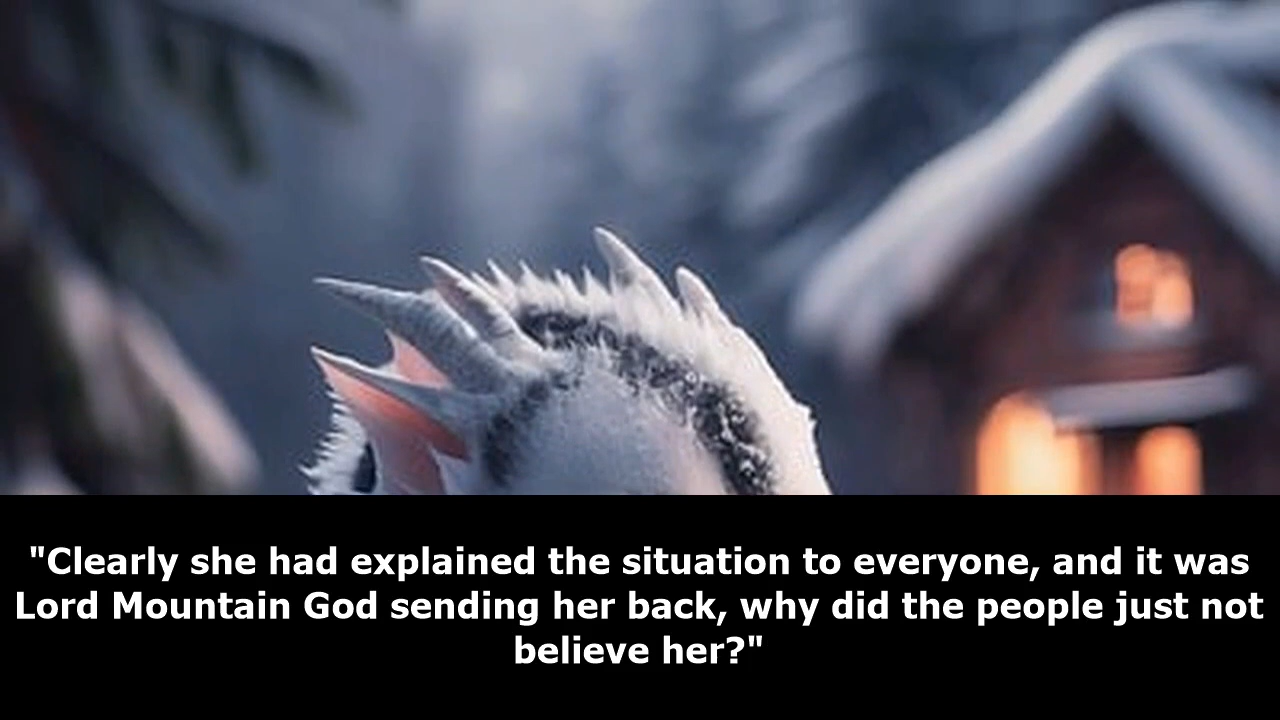 "Clearly she had explained the situation to everyone, and it was
Lord Mountain God sending her back, why did the people just not
believe her?"